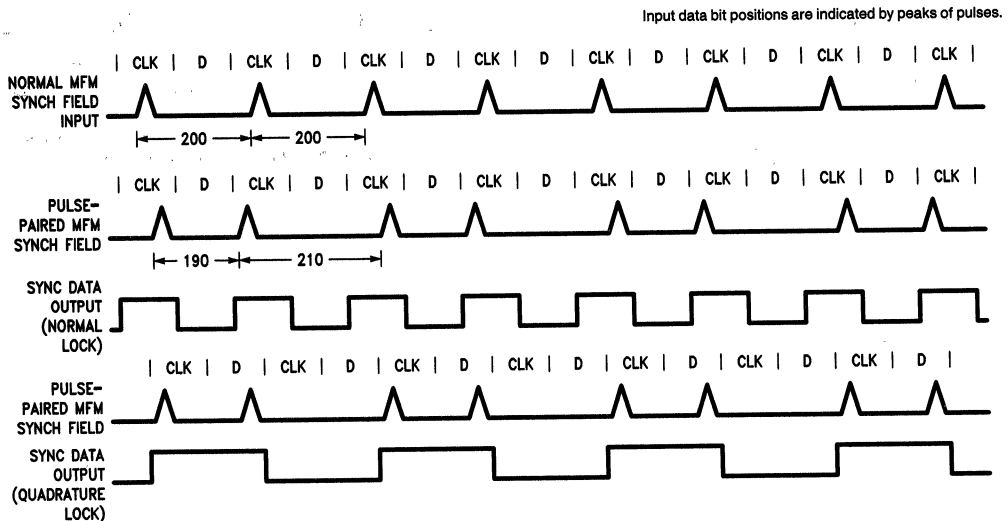 Input data bit positions are indicated by peaks of pulses.
| CLK | D | CLK | D | CLK | D | CLK | D | CLK | D | CLK | D | CLK | D | CLK |
NORMAL MFM
SYNCH FIELD
INPUT
200 200
| CLK | D | CLK | D | CLK | D | CLK | D | CLK | D | CLK | D | CLK | D | CLK |
PULSE-
PAIRED MFM
SYNCH FIELD
190 210
SYNC DATA
OUTPUT
(NORMAL
LOCK)
| CLK | D | CLK | D | CLK | D | CLK | D | CLK | D | CLK | D | CLK | D |
PULSE-
PAIRED MFM
SYNCH FIELD
SYNC DATA
OUTPUT
(QUADRATURE
LOCK)